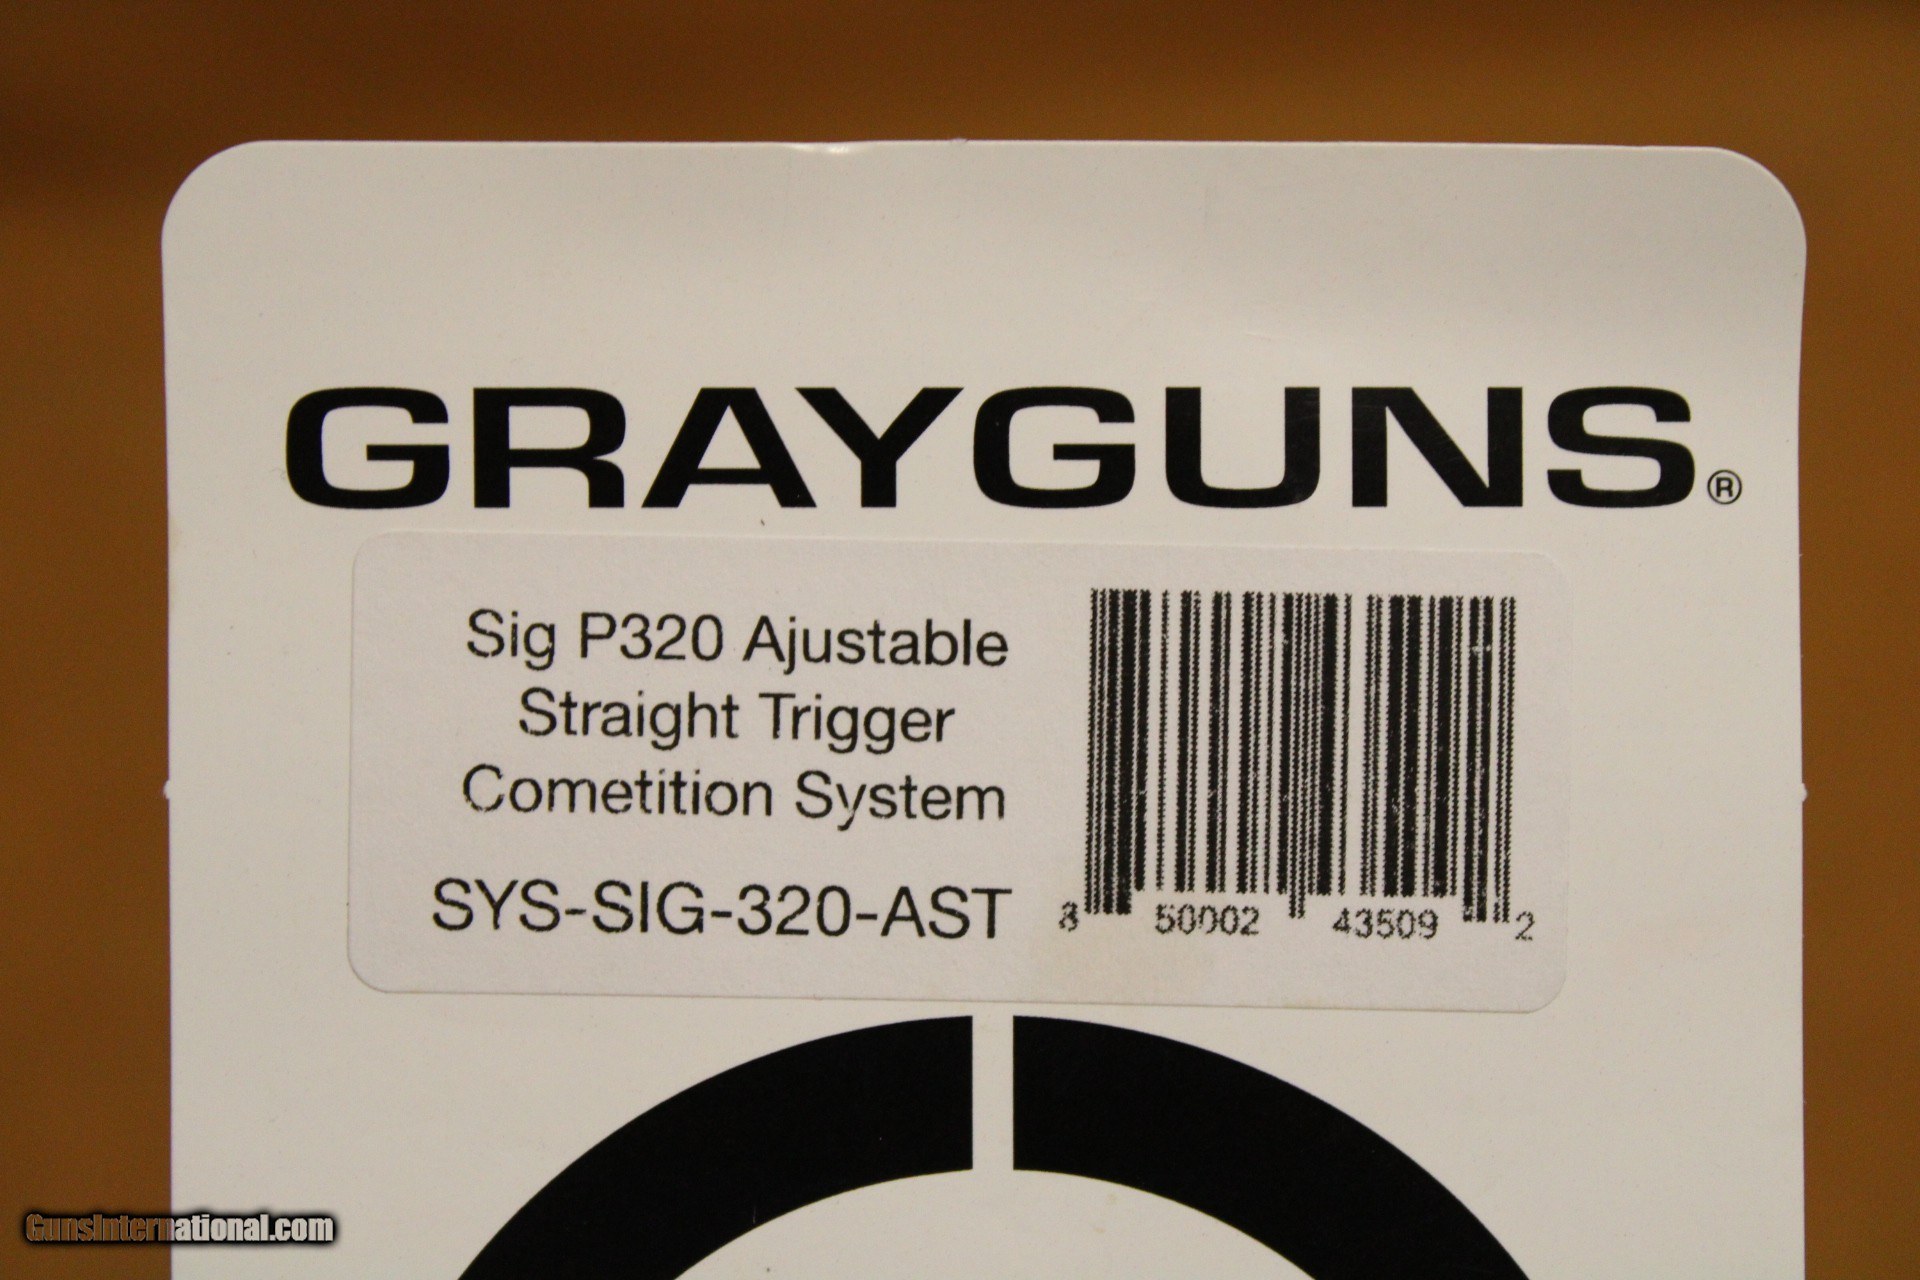 GRAYGUNS®
Sig P320 Ajustable
Straight Trigger
Cometition System
SYS-SIG-320-AST
8 50002 43509 2
GunsInternational.com